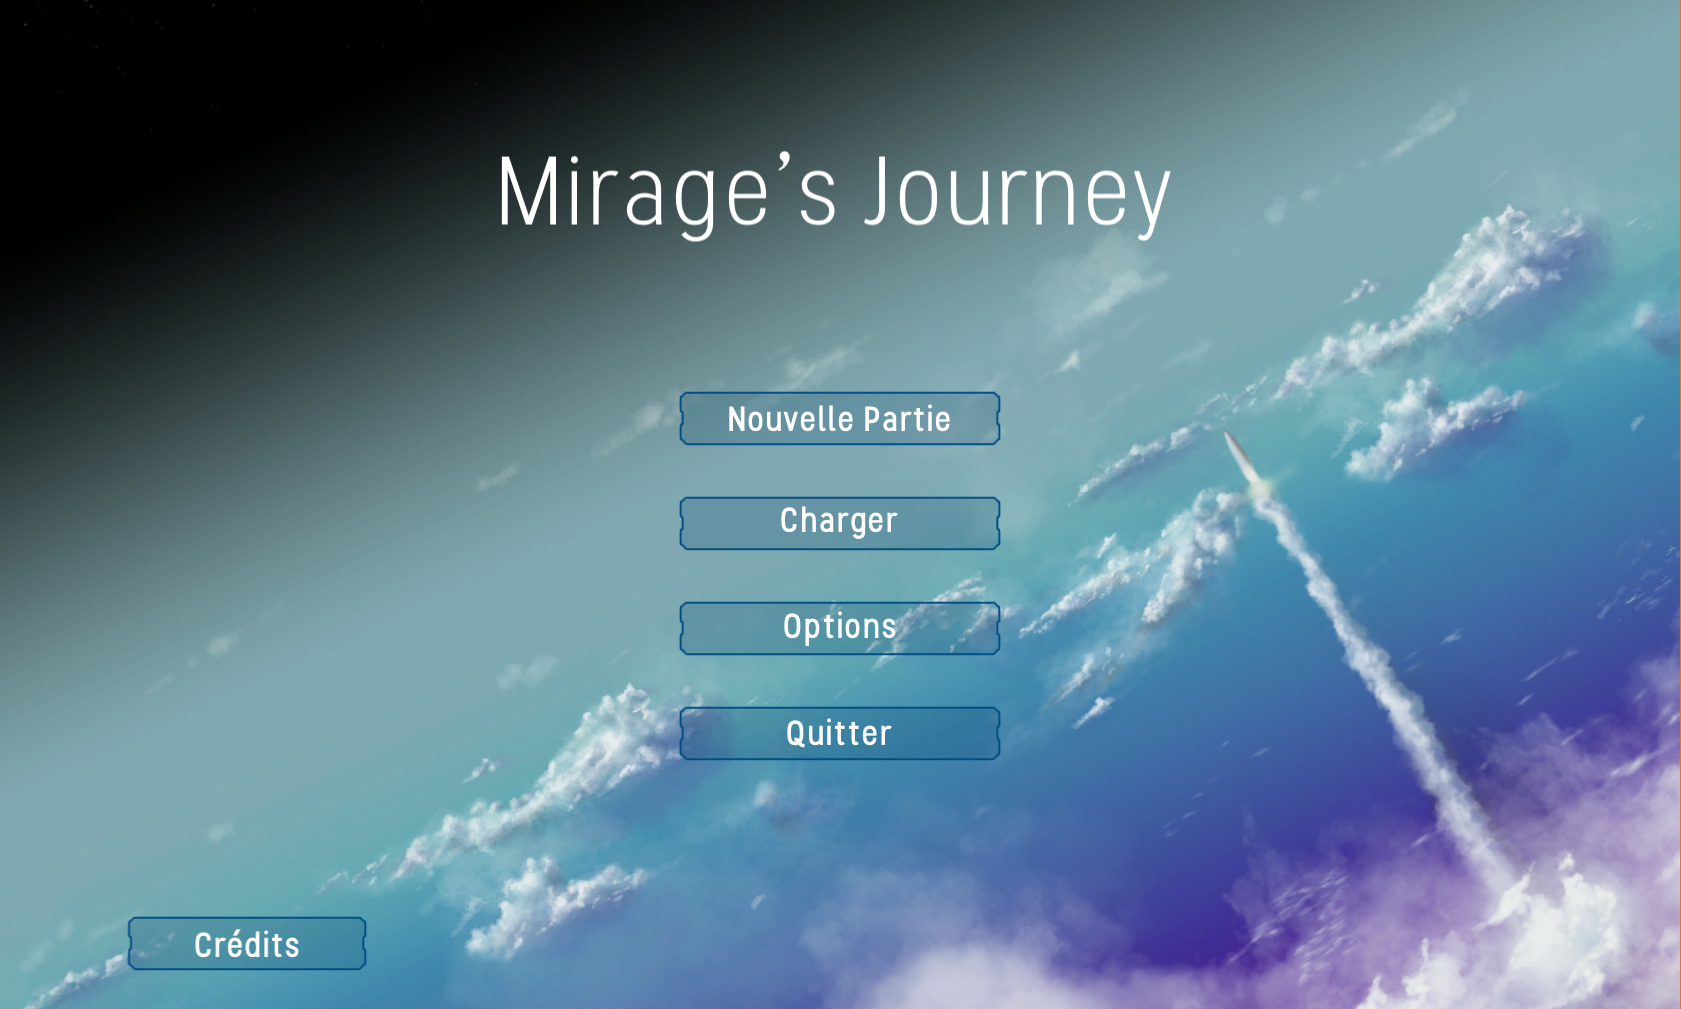 Mirage's Journey
Nouvelle Partie
Charger
Options
Quitter
Crédits